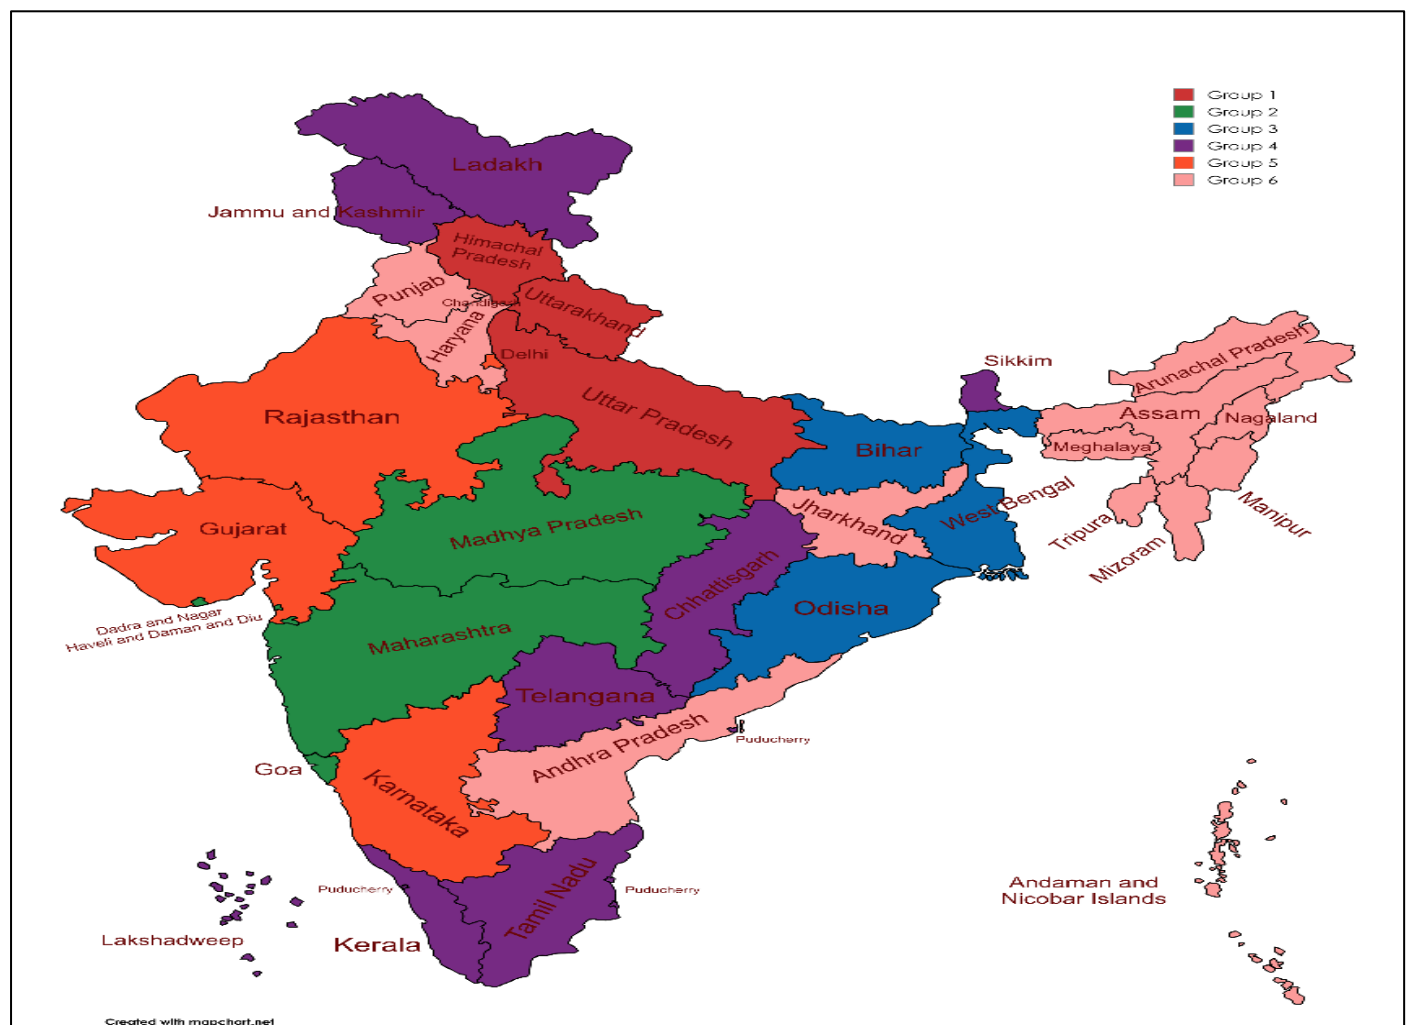 Group 1
Group 2
Group 3
Group 4
Group 5
Group 6
Ladakh
Jammu and Kashmir
Himachal
Pradesh
Punjab
Chandigarh
Uttarakhand
Haryana
Delhi
Sikkim
Arunachal Pradesh
Rajasthan
Uttar Pradesh
Assam
Nagaland
Bihar
Meghalaya
Gujarat
Madhya Pradesh
Jharkhand
West Bengal
Tripura
Mizoram
Manipur
Chhattisgarh
Odisha
Dadra and Nagar
Haveli and Daman and Diu
Maharashtra
Telangana
Andhra Pradesh
Puducherry
Goa
Karnataka
Puducherry
Puducherry
Tamil Nadu
Andaman and
Nicobar Islands
Lakshadweep
Kerala
Created with mapchart.net